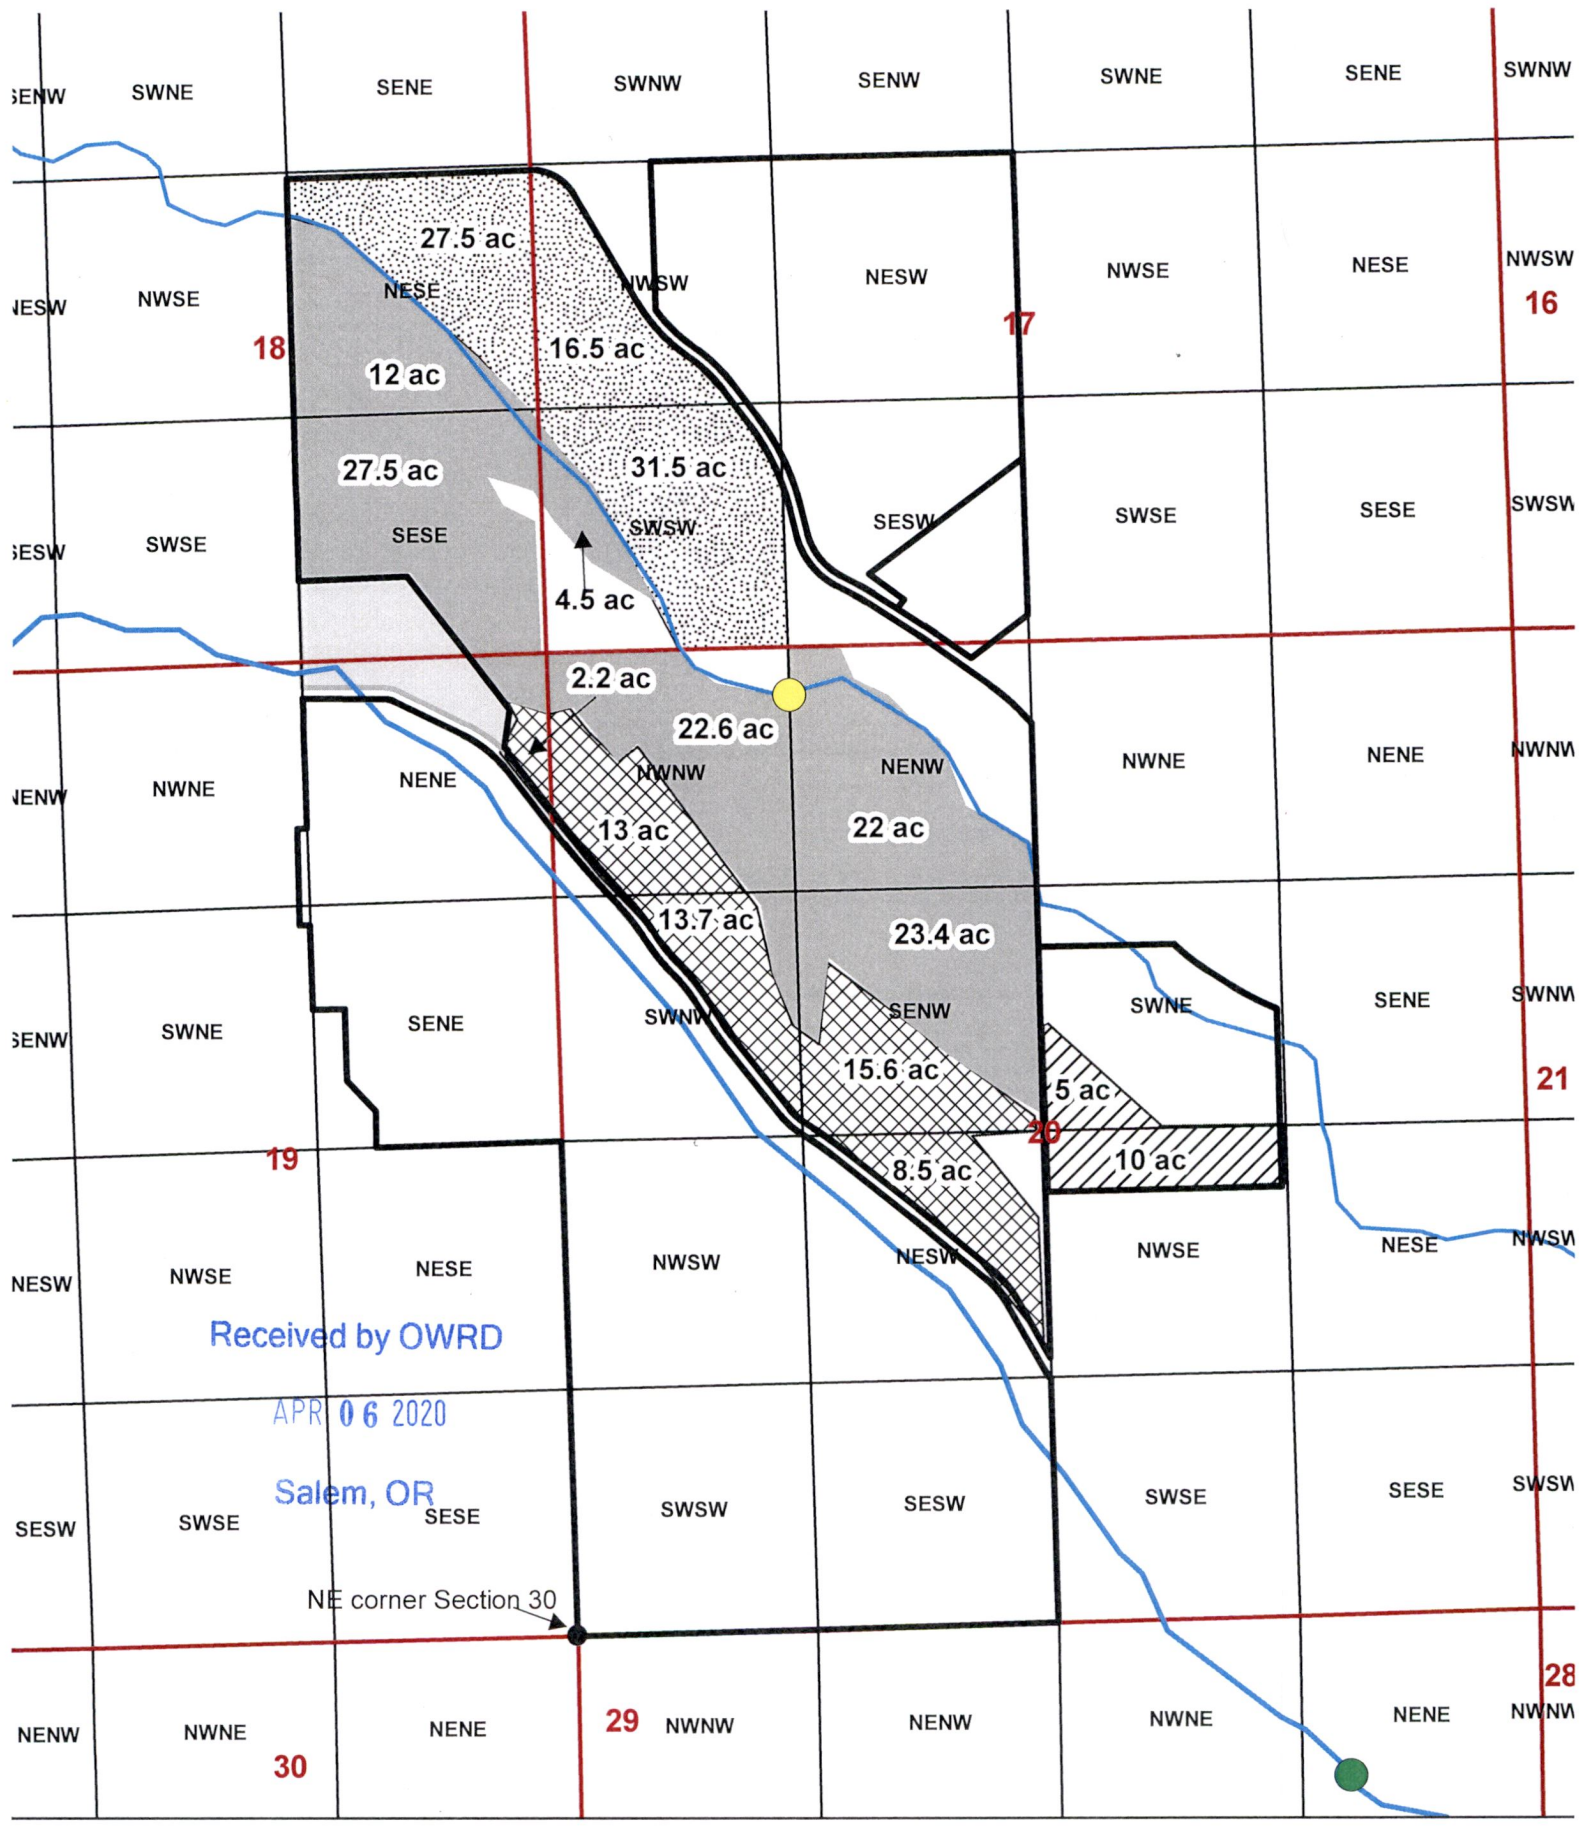 SENW SWNE SENE SWNW SENW SWNE SENE SWNW
27.5 ac
NESW NWSE NESE NWSW NESW NWSE NESE NWSW
16
17
18
16.5 ac
12 ac
27.5 ac
31.5 ac
SESW SWSE SESE SWSW SESW SWSE SESE SWSW
4.5 ac
2.2 ac
22.6 ac
NENW NWNE NENE NWNW NENW NWNE NENE NWNW
13 ac
22 ac
13.7 ac
23.4 ac
SENW SWNE SENE SWNW SENW SWNE SENE SWNW
15.6 ac
5 ac
21
20
19
8.5 ac
10 ac
NESW NWSE NESE NWSW NESW NWSE NESE NWSW
Received by OWRD
APR 06 2020
Salem, OR
SESW SWSE SESE SWSW SESW SWSE SESE SWSW
NE corner Section 30
28
29
NENW NWNE NENE NWNW NENW NWNE NENE NWNW
30